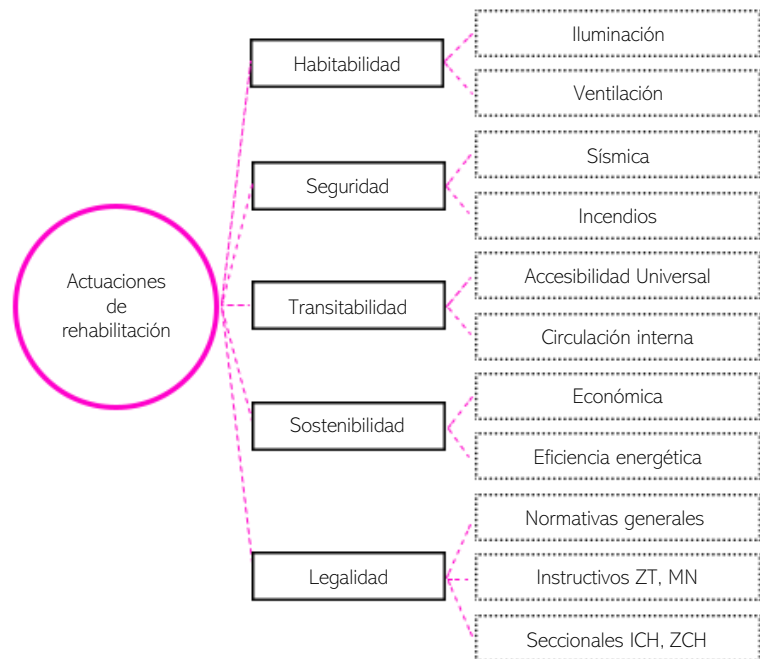 Actuaciones
de
rehabilitación
Habitabilidad
Iluminación
Ventilación
Seguridad
Sísmica
Incendios
Transitabilidad
Accesibilidad Universal
Circulación interna
Sostenibilidad
Económica
Eficiencia energética
Legalidad
Normativas generales
Instructivos ZT, MN
Seccionales ICH, ZCH